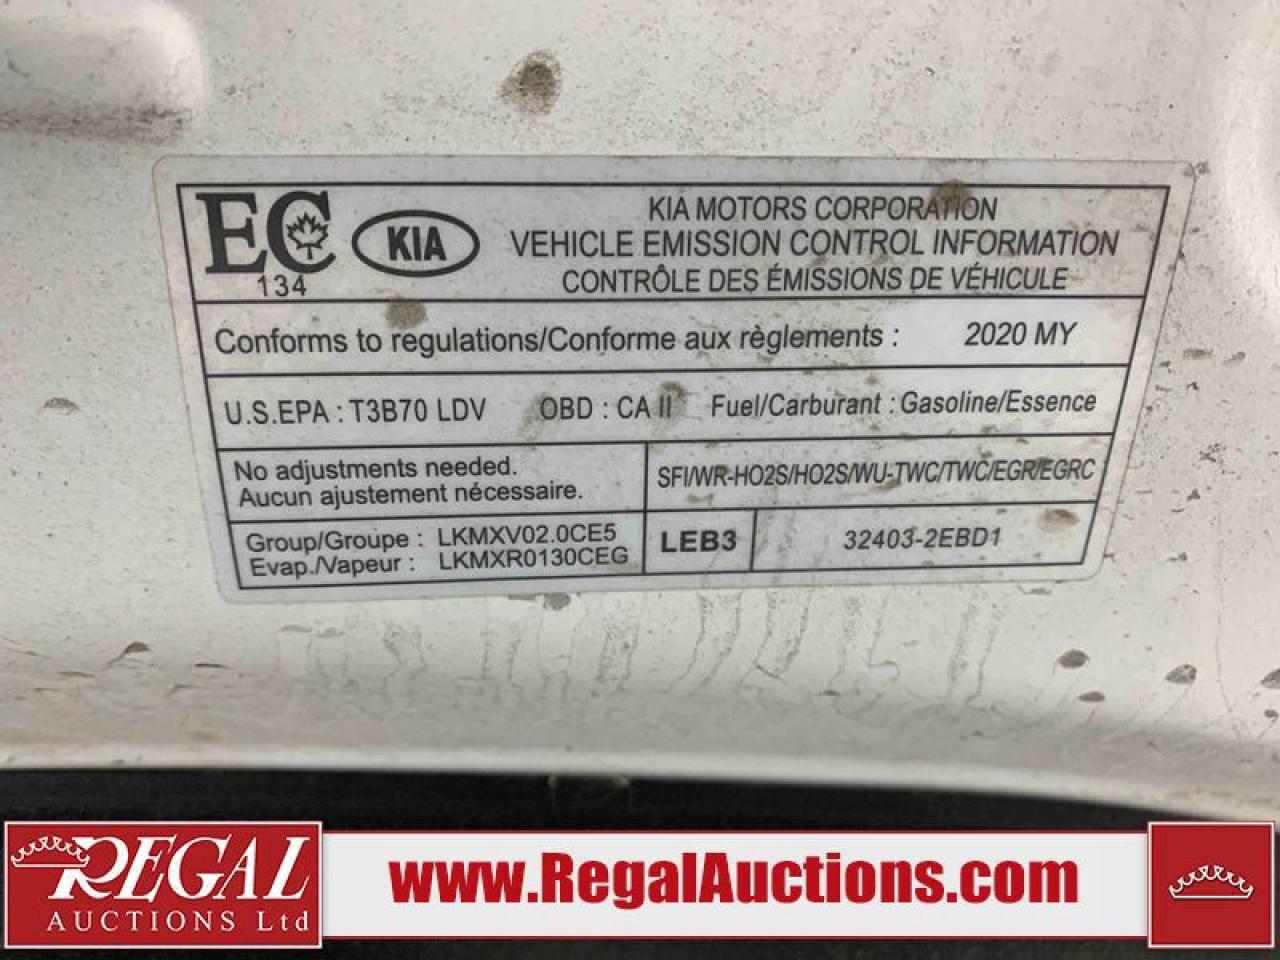 EC
134
KIA
KIA MOTORS CORPORATION
VEHICLE EMISSION CONTROL INFORMATION
CONTRÔLE DES ÉMISSIONS DE VÉHICULE
Conforms to regulations/Conforme aux règlements : 2020 MY
U.S.EPA : T3B70 LDV OBD : CA II Fuel/Carburant : Gasoline/Essence
No adjustments needed.
Aucun ajustement nécessaire.
SFI/WR-HO2S/HO2S/WU-TWC/TWC/EGR/EGRC
Group/Groupe : LKMXV02.0CE5
Evap./Vapeur : LKMXR0130CEG
LEB3
32403-2EBD1
REGAL
AUCTIONS Ltd
www.RegalAuctions.com